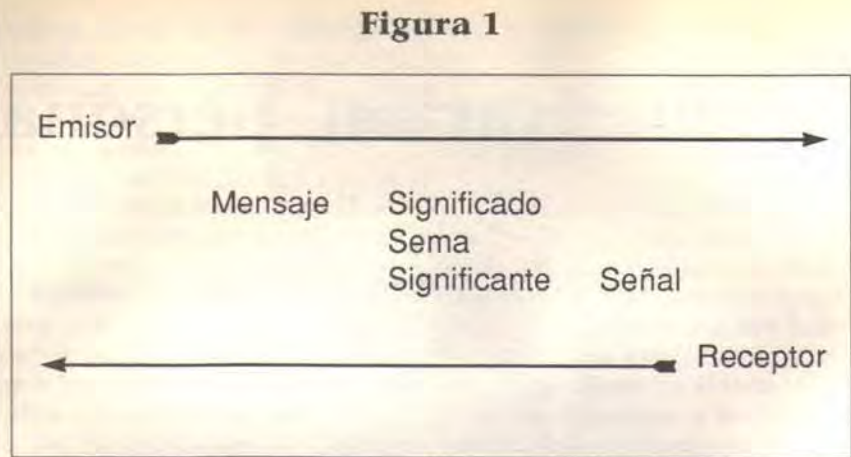 Figura 1
Emisor
Mensaje Significado
Sema
Significante Señal
Receptor